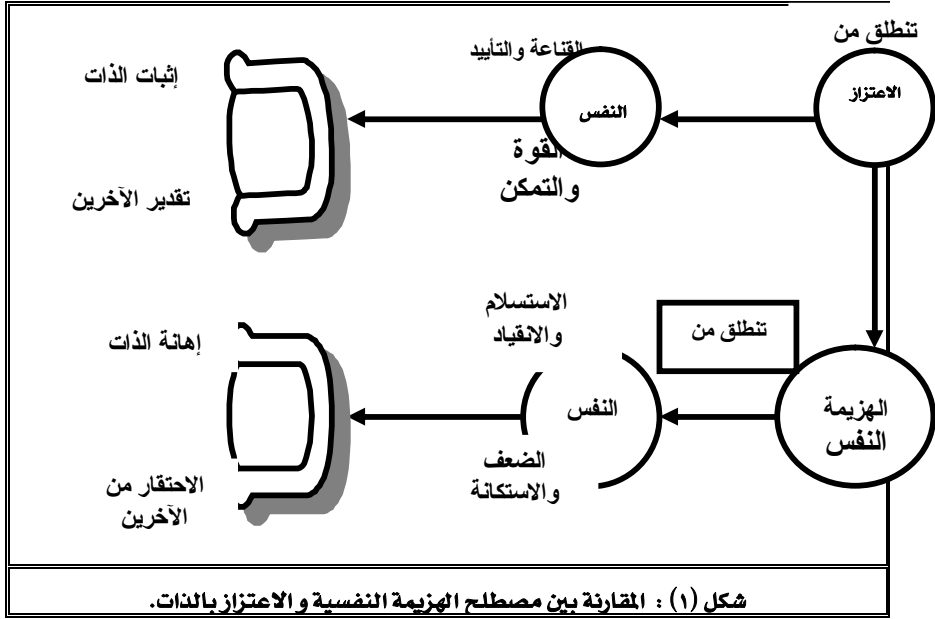 تنطلق من
الاعتزاز
القناعة والتأييد
النفس
القوة
والتمكن
إثبات الذات
تقدير الآخرين
تنطلق من
الهزيمة
النفس
الاستسلام
والانقياد
النفس
الضعف
والاستكانة
إهانة الذات
الاحتقار من
الآخرين
شكل (١) : المقارنة بين مصطلح الهزيمة النفسية و الاعتزاز بالذات.